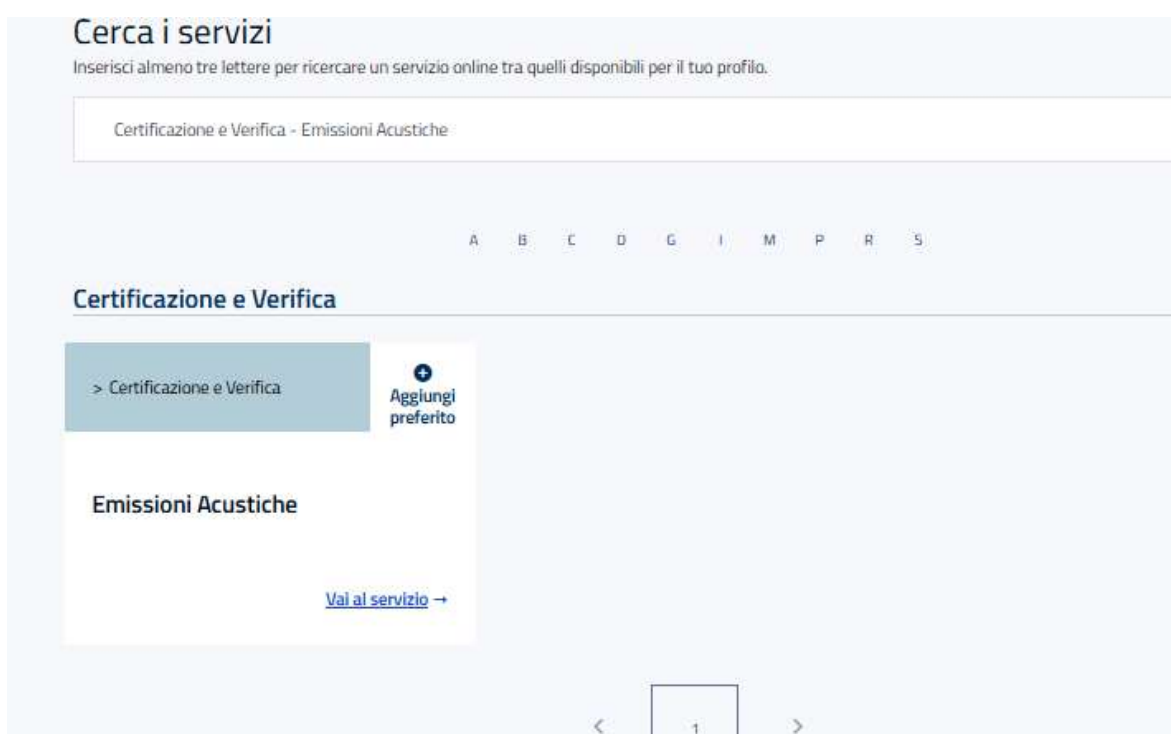 Cerca i servizi
Inserisci almeno tre lettere per ricercare un servizio online tra quelli disponibili per il tuo profilo.
Certificazione e Verifica - Emissioni Acustiche
A B C D G I M P R S
Certificazione e Verifica
> Certificazione e Verifica
Aggiungi
preferito
Emissioni Acustiche
Vai al servizio →
< 1 >